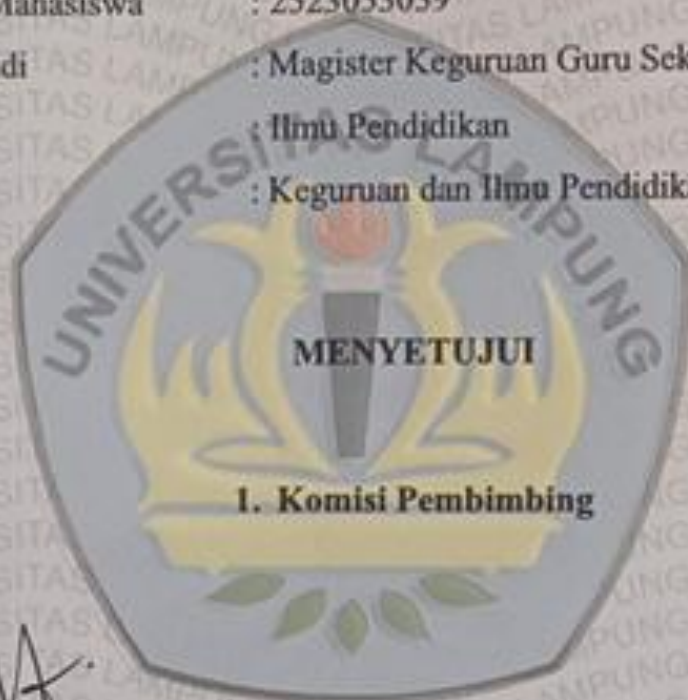 Mahasiswa : 2323053039
di : Magister Keguruan Guru Sek
: Ilmu Pendidikan
: Keguruan dan Ilmu Pendidik
UNIVERSITAS LAMPUNG
MENYETUJUI
1. Komisi Pembimbing